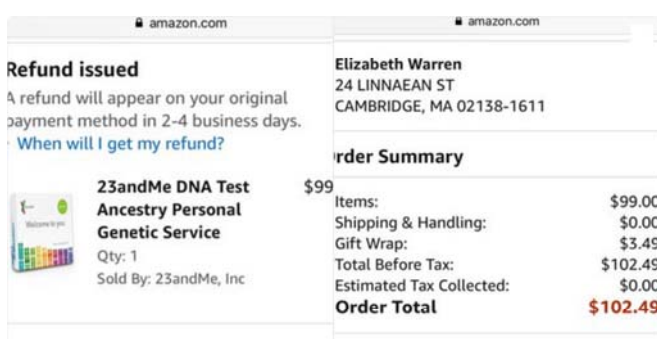 amazon.com
Refund issued
A refund will appear on your original
payment method in 2-4 business days.
When will I get my refund?
23andMe DNA Test $99
Ancestry Personal
Genetic Service
Qty: 1
Sold By: 23andMe, Inc
amazon.com
Elizabeth Warren
24 LINNAEAN ST
CAMBRIDGE, MA 02138-1611
rder Summary
Items: $99.00
Shipping & Handling: $0.00
Gift Wrap: $3.49
Total Before Tax: $102.49
Estimated Tax Collected: $0.00
Order Total $102.49